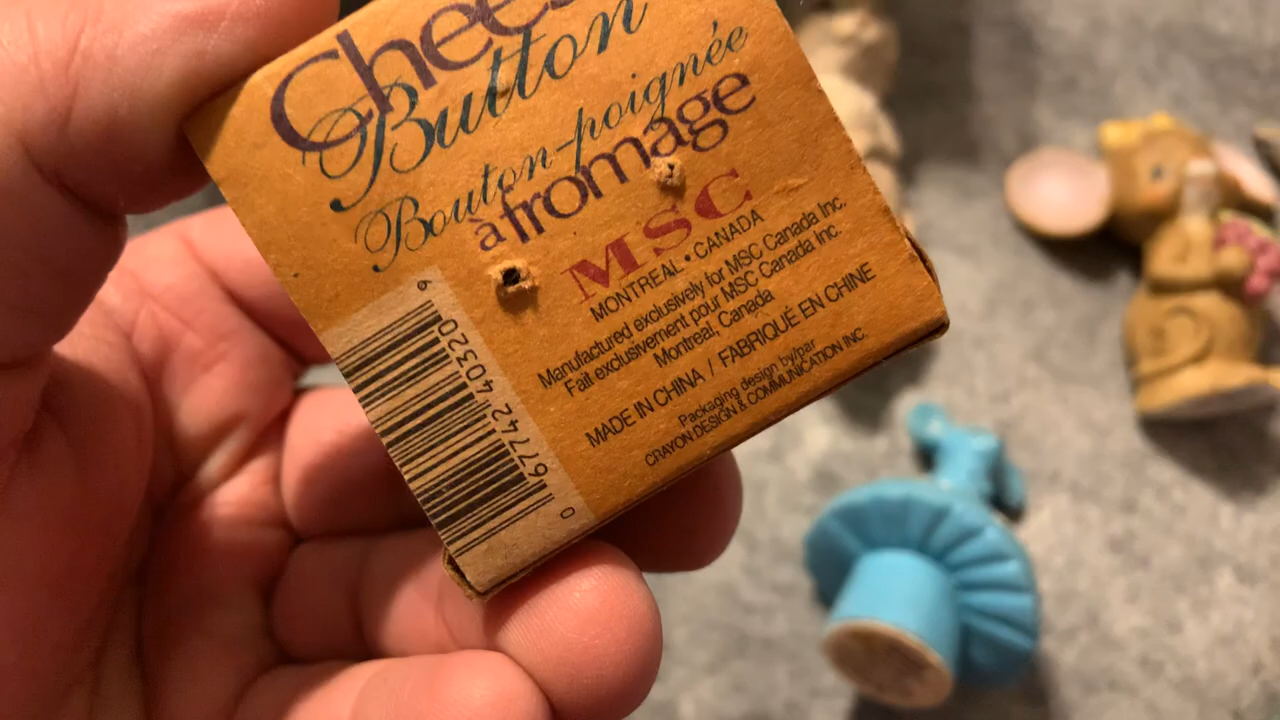 Button
Bouton-poignée
à fromage
MSC
MONTREAL • CANADA
Manufactured exclusively for MSC Canada Inc.
Fait exclusivement pour MSC Canada Inc.
Montreal, Canada
MADE IN CHINA / FABRIQUÉ EN CHINE
Packaging design by/par
CRAYON DESIGN & COMMUNICATION INC.
0 67742 40320 9